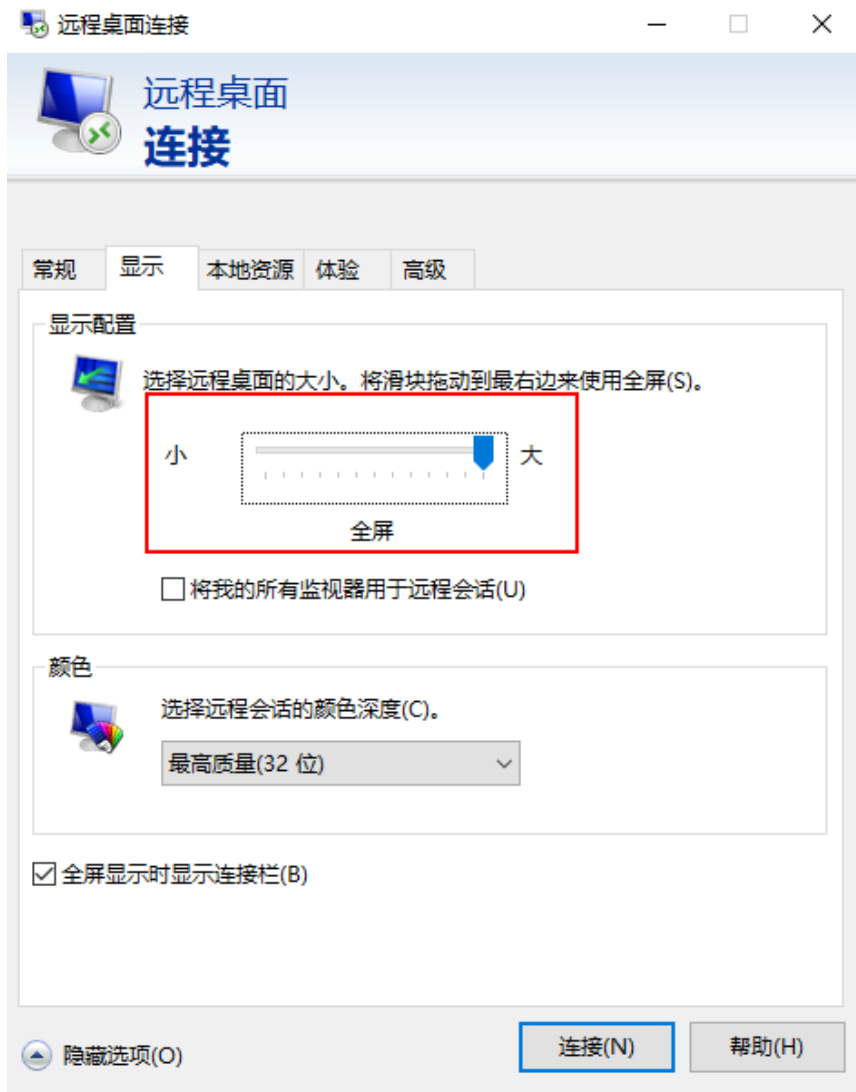 远程桌面连接
远程桌面
连接
常规 显示 本地资源 体验 高级
显示配置
选择远程桌面的大小。将滑块拖动到最右边来使用全屏(S)。
小 大
全屏
将我的所有监视器用于远程会话(U)
颜色
选择远程会话的颜色深度(C)。
最高质量(32 位)
全屏显示时显示连接栏(B)
隐藏选项(O) 连接(N) 帮助(H)